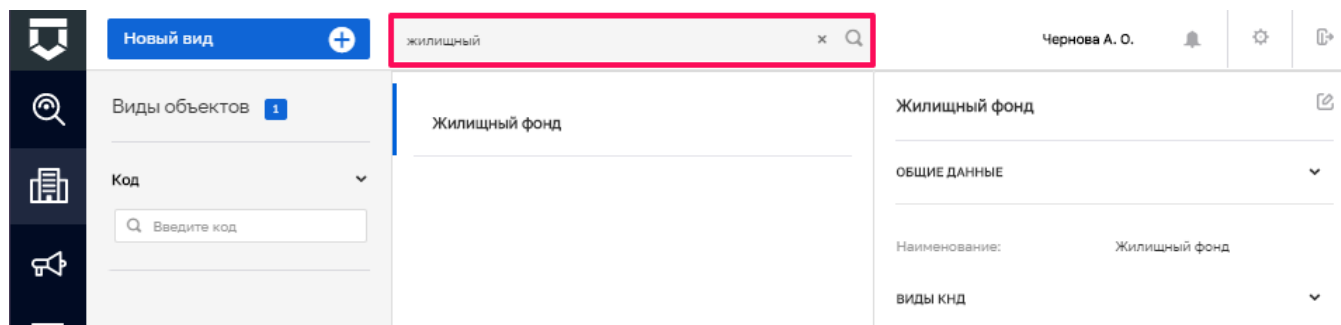 Новый вид
жилищный
Чернова А. О.
Виды объектов 1
Код
Введите код
Жилищный фонд
Жилищный фонд
ОБЩИЕ ДАННЫЕ
Наименование: Жилищный фонд
ВИДЫ КНД